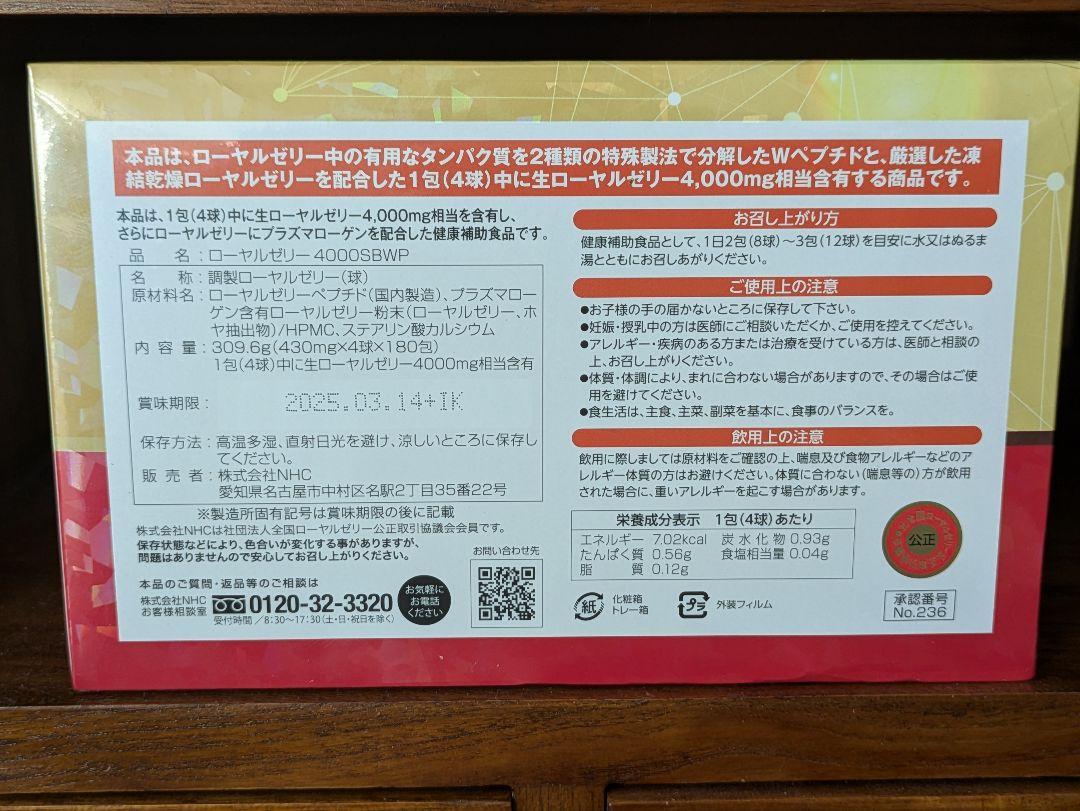 本品は、ローヤルゼリー中の有用なタンパク質を2種類の特殊製法で分解したWペプチドと、厳選した凍
結乾燥ローヤルゼリーを配合した1包(4球)中に生ローヤルゼリー4,000mg相当含有する商品です。
本品は、1包(4球)中に生ローヤルゼリー4,000mg相当を含有し、
さらにローヤルゼリーにプラズマローゲンを配合した健康補助食品です。
品 名:ローヤルゼリー 4000SBWP
名 称:調製ローヤルゼリー(球)
原材料名:ローヤルゼリーペプチド(国内製造)、プラズマロー
ゲン含有ローヤルゼリー粉末(ローヤルゼリー、ホ
ヤ抽出物)/HPMC、ステアリン酸カルシウム
内 容 量:309.6g(430mg×4球×180包)
1包(4球)中に生ローヤルゼリー4000mg相当含有
賞味期限: 2025.03.14+IK
保存方法:高温多湿、直射日光を避け、涼しいところに保存し
てください。
販 売 者:株式会社NHC
愛知県名古屋市中村区名駅2丁目35番22号
※製造所固有記号は賞味期限の後に記載
株式会社NHCは社団法人全国ローヤルゼリー公正取引協議会会員です。
保存状態などにより、色合いが変化する事がありますが、
問題はありませんので安心してお召し上がりください。
お問い合わせ先
本品のご質問・返品等のご相談は
株式会社NHC
お客様相談室
0120-32-3320
受付時間/8:30~17:30(土・日・祝日を除く)
お気軽に
お電話
ください
お召し上がり方
健康補助食品として、1日2包(8球)~3包(12球)を目安に水又はぬるま
湯とともにお召しあがりください。
ご使用上の注意
●お子様の手の届かないところに保存して下さい。
●妊娠・授乳中の方は医師にご相談いただくか、ご使用を控えてください。
●アレルギー・疾病のある方または治療を受けている方は、医師と相談の
上、お召し上がりください。
●体質・体調により、まれに合わない場合がありますので、その場合はご使
用を避けてください。
●食生活は、主食、主菜、副菜を基本に、食事のバランスを。
飲用上の注意
飲用に際しましては原材料をご確認の上、喘息及び食物アレルギーなどのア
レルギー体質の方はお避けください。体質に合わない(喘息等の)方が飲用
された場合に、重いアレルギーを起こす場合があります。
栄養成分表示 1包(4球)あたり
エネルギー 7.02kcal 炭水化物 0.93g
たんぱく質 0.56g 食塩相当量 0.04g
脂 質 0.12g
公正
紙
化粧箱
トレー箱
プラ
外装フィルム
承認番号
No.236